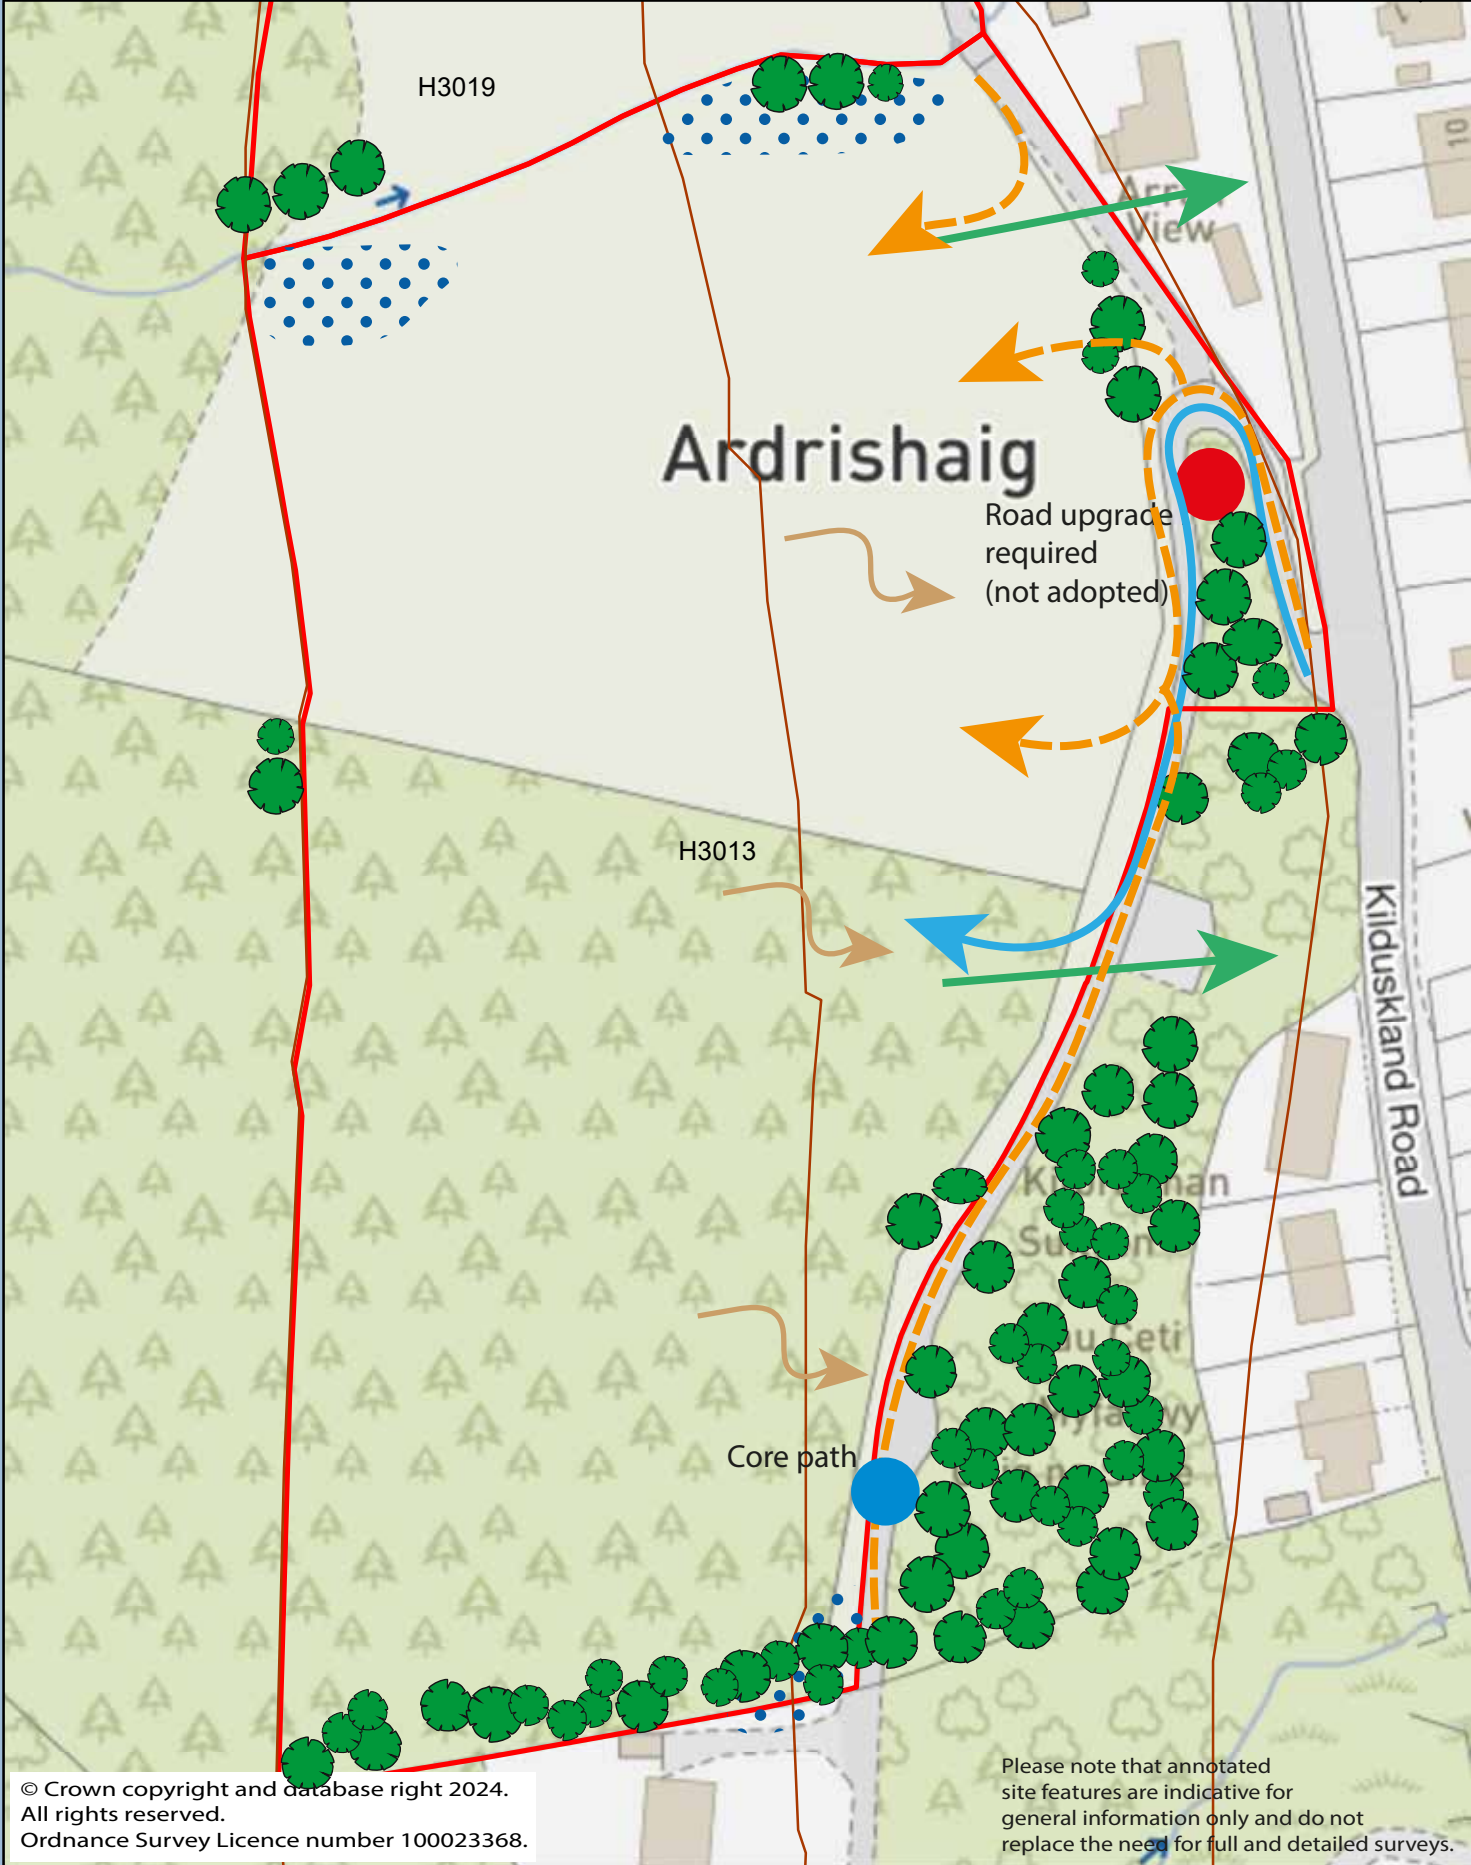 H3019
10
View
Ardrishaig
Road upgrade
required
(not adopted)
H3013
Kilduskland Road
Core path
Please note that annotated
site features are indicative for
general information only and do not
replace the need for full and detailed surveys.
© Crown copyright and database right 2024.
All rights reserved.
Ordnance Survey Licence number 100023368.